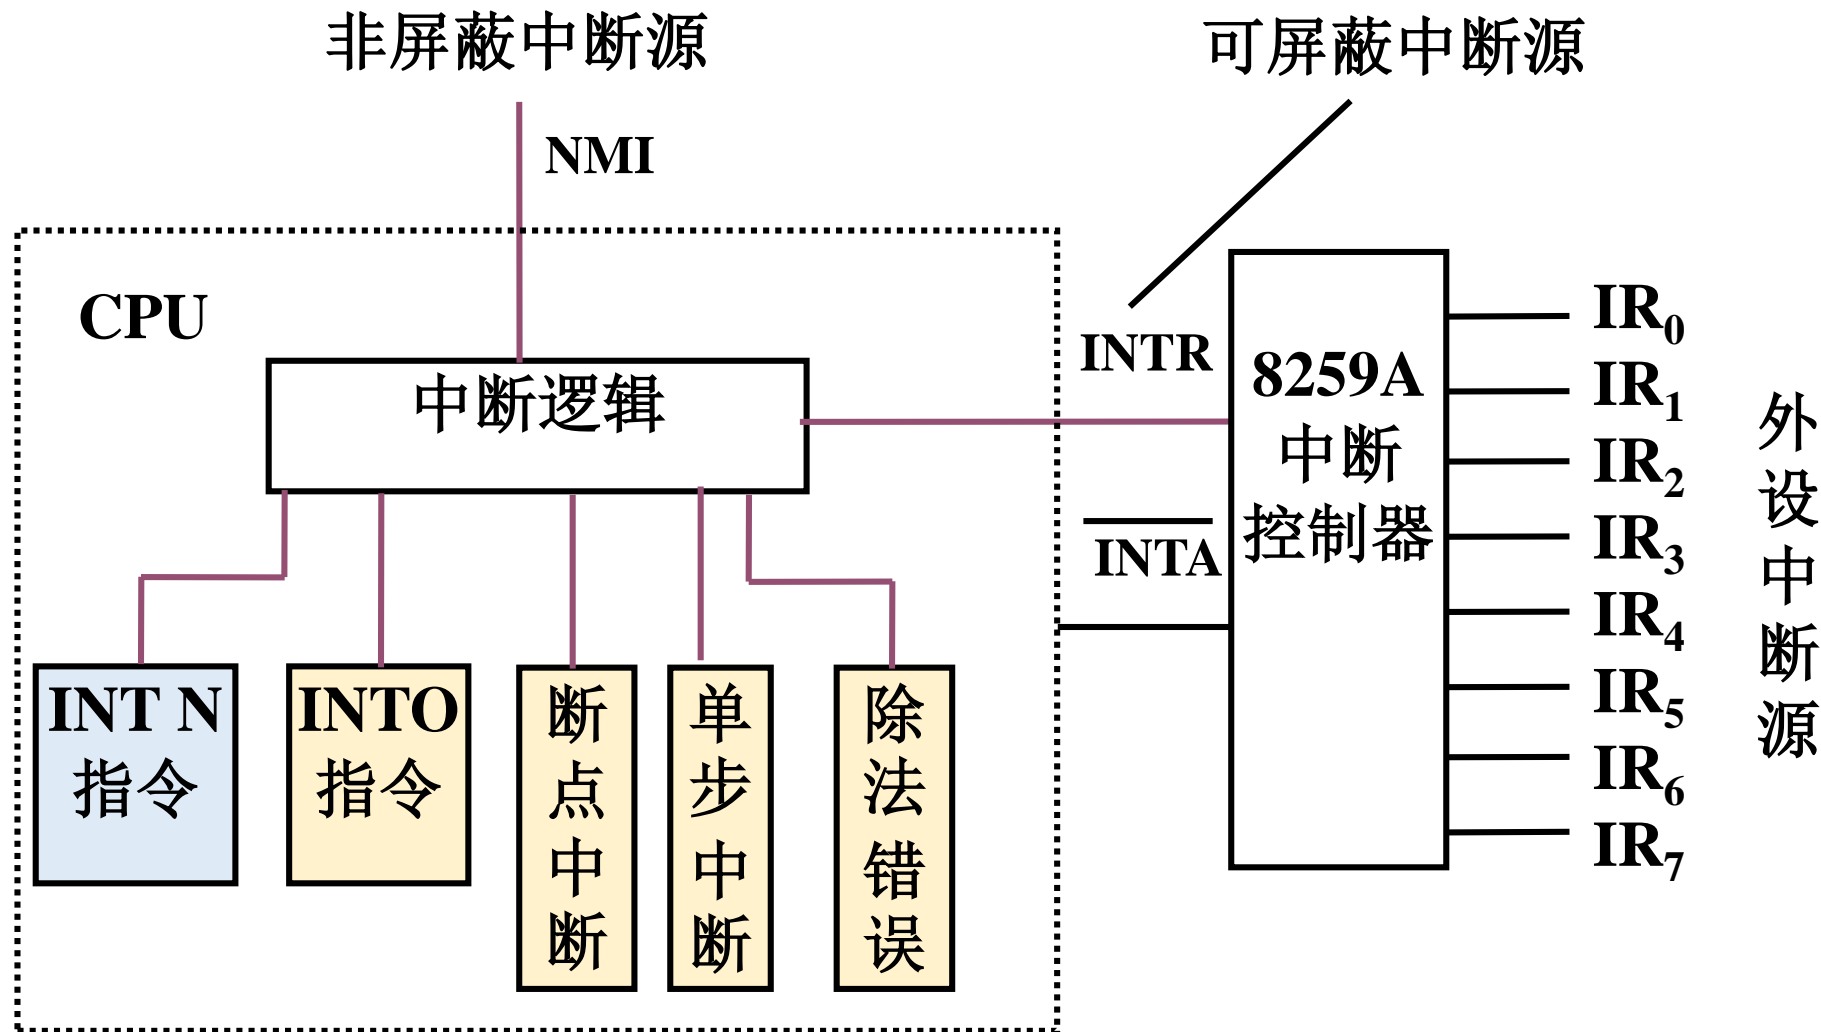 非屏蔽中断源
可屏蔽中断源
NMI
CPU
中断逻辑
INTR
INTA
8259A
中断
控制器
IR0
IR1
IR2
IR3
IR4
IR5
IR6
IR7
外设中断源
INT N
指令
INTO
指令
断点中断
单步中断
除法错误